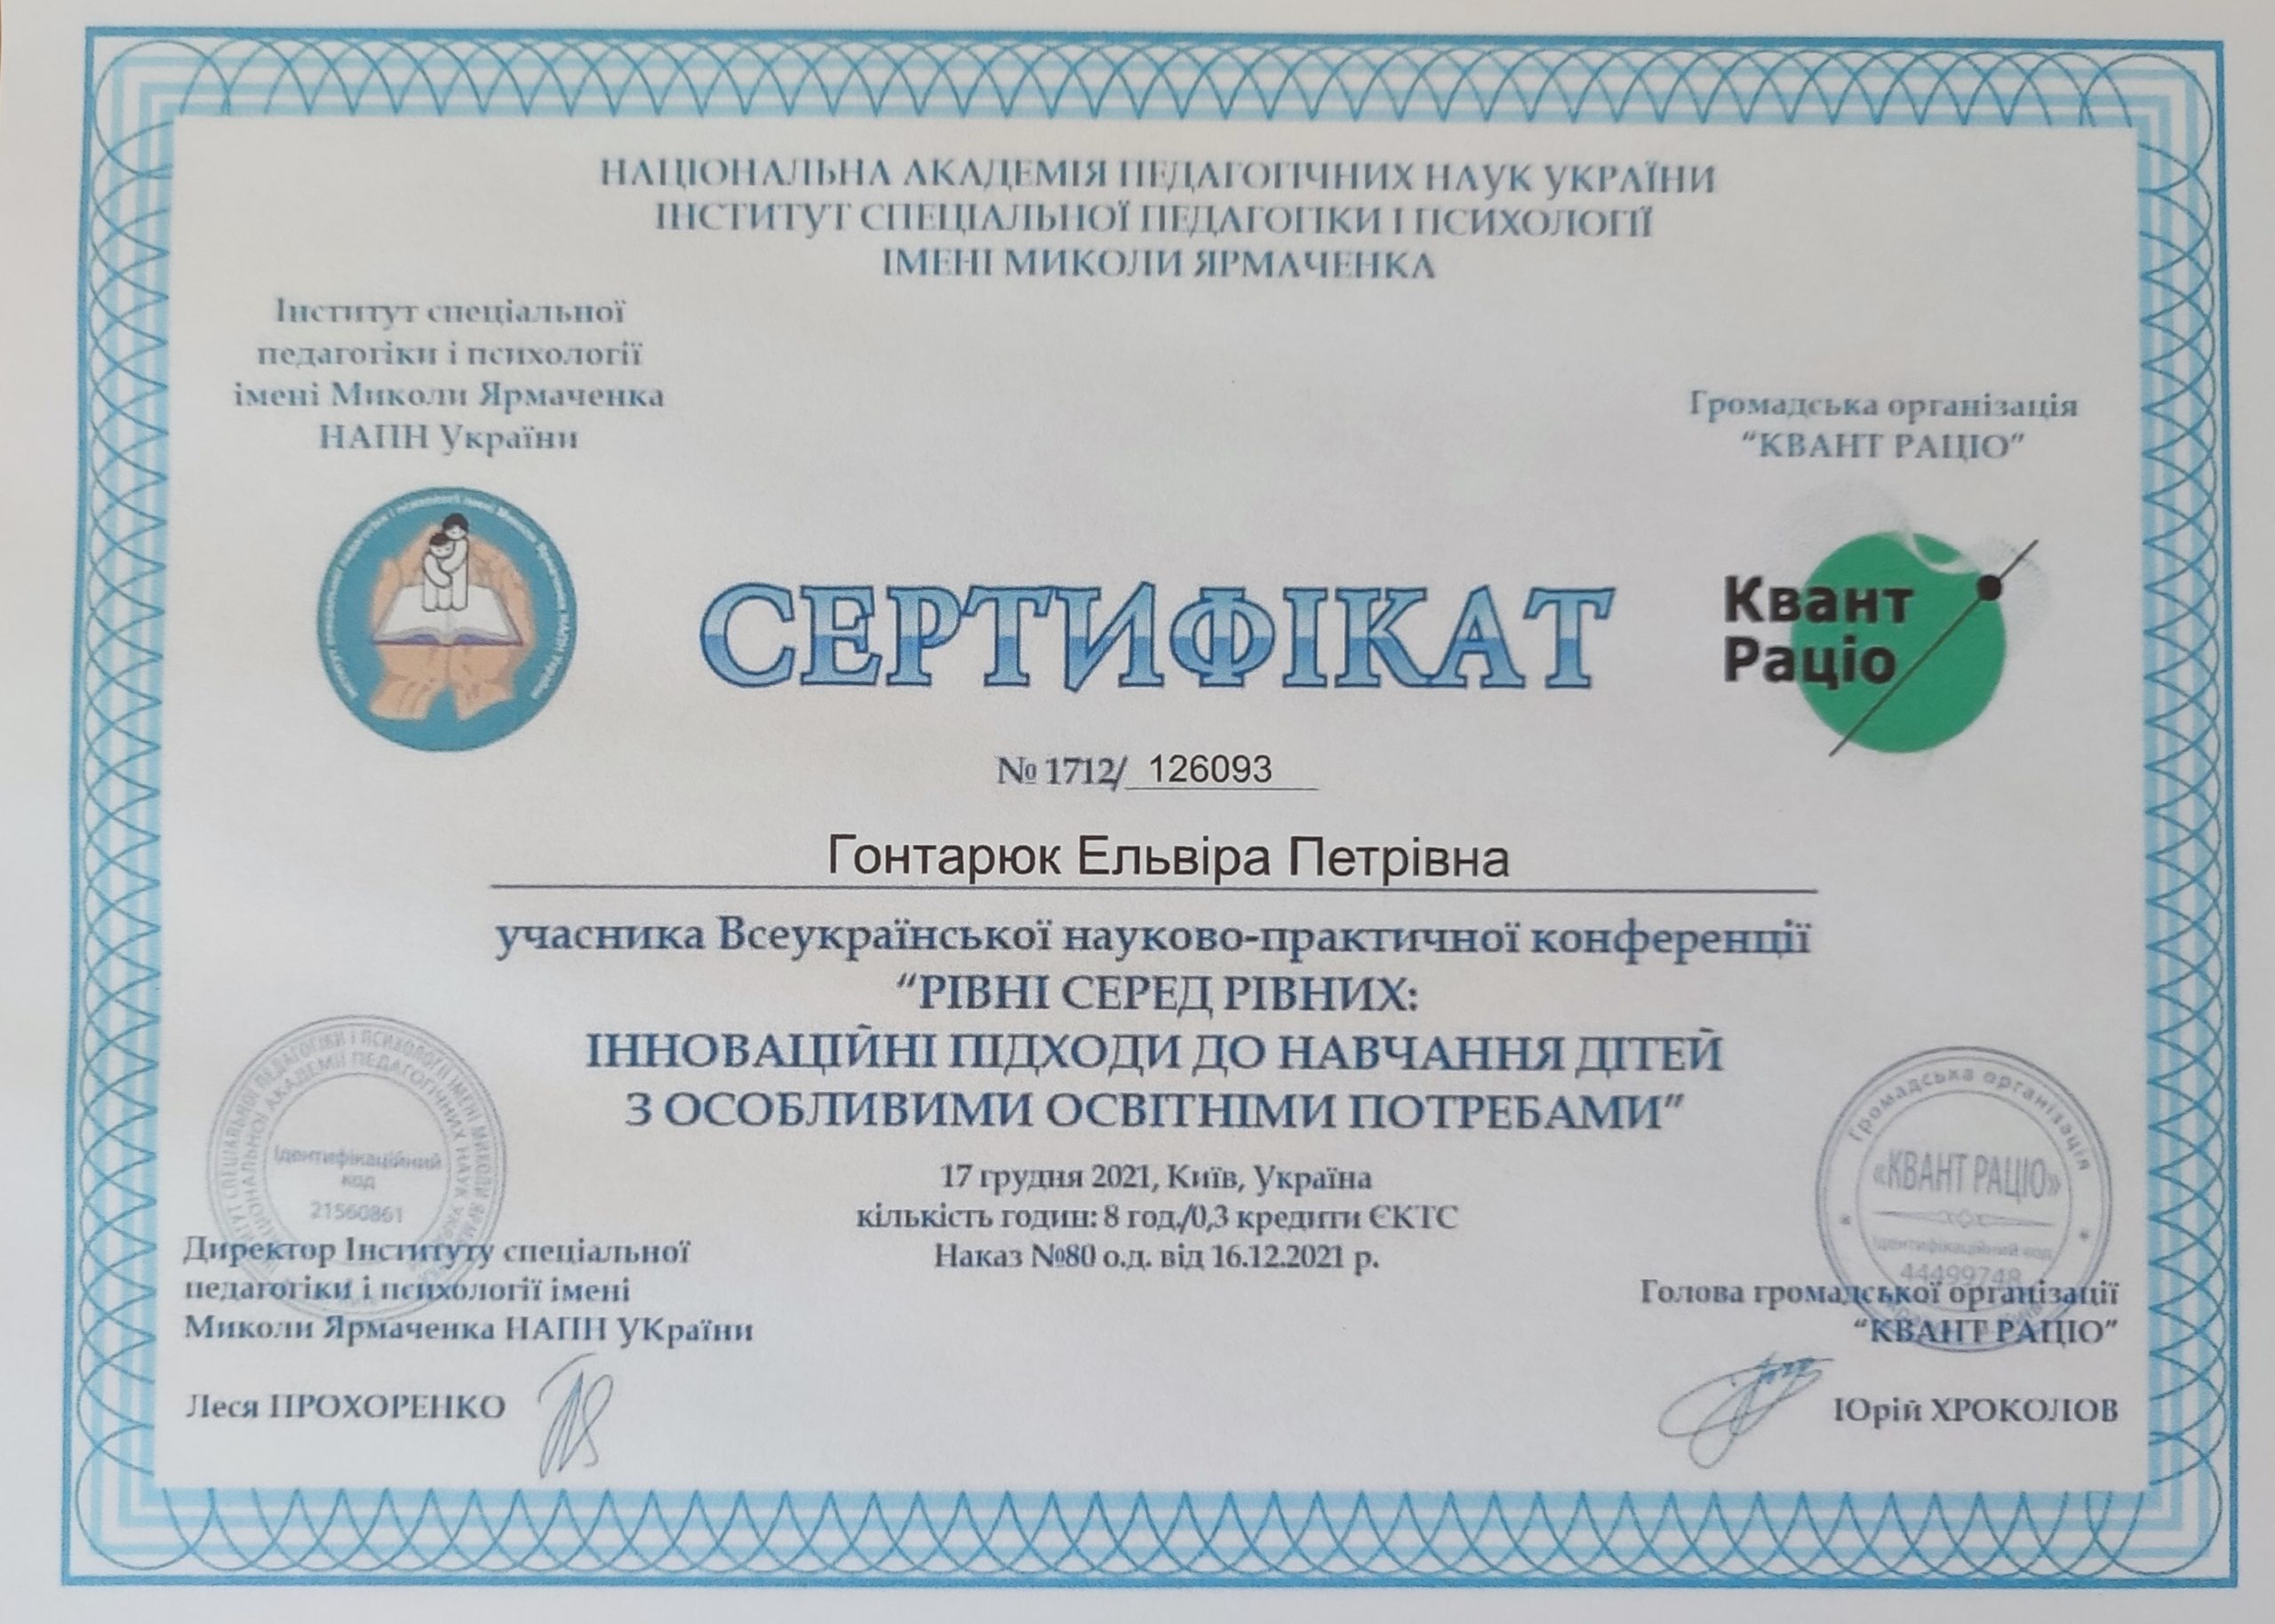 НАЦІОНАЛЬНА АКАДЕМІЯ ПЕДАГОГІЧНИХ НАУК УКРАЇНИ
ІНСТИТУТ СПЕЦІАЛЬНОЇ ПЕДАГОГІКИ І ПСИХОЛОГІЇ
ІМЕНІ МИКОЛИ ЯРМАЧЕНКА
Інститут спеціальної
педагогіки і психології
імені Миколи Ярмаченка
НАПН України
Громадська організація
“КВАНТ РАЦІО”
СЕРТИФІКАТ
Квант
Раціо
№ 1712/ 126093
Гонтарюк Ельвіра Петрівна
учасника Всеукраїнської науково-практичної конференції
“РІВНІ СЕРЕД РІВНИХ:
ІННОВАЦІЙНІ ПІДХОДИ ДО НАВЧАННЯ ДІТЕЙ
З ОСОБЛИВИМИ ОСВІТНІМИ ПОТРЕБАМИ”
17 грудня 2021, Київ, Україна
кількість годин: 8 год./0,3 кредити ЄКТС
Наказ №80 о.д. від 16.12.2021 р.
Ідентифікаційний
код
21560861
Директор Інституту спеціальної
педагогіки і психології імені
Миколи Ярмаченка НАПН УКраїни
Леся ПРОХОРЕНКО
Громадська організація
«КВАНТ РАЦІО»
Ідентифікаційний код
44499748
Голова громадської організації
“КВАНТ РАЦІО”
Юрій ХРОКОЛОВ